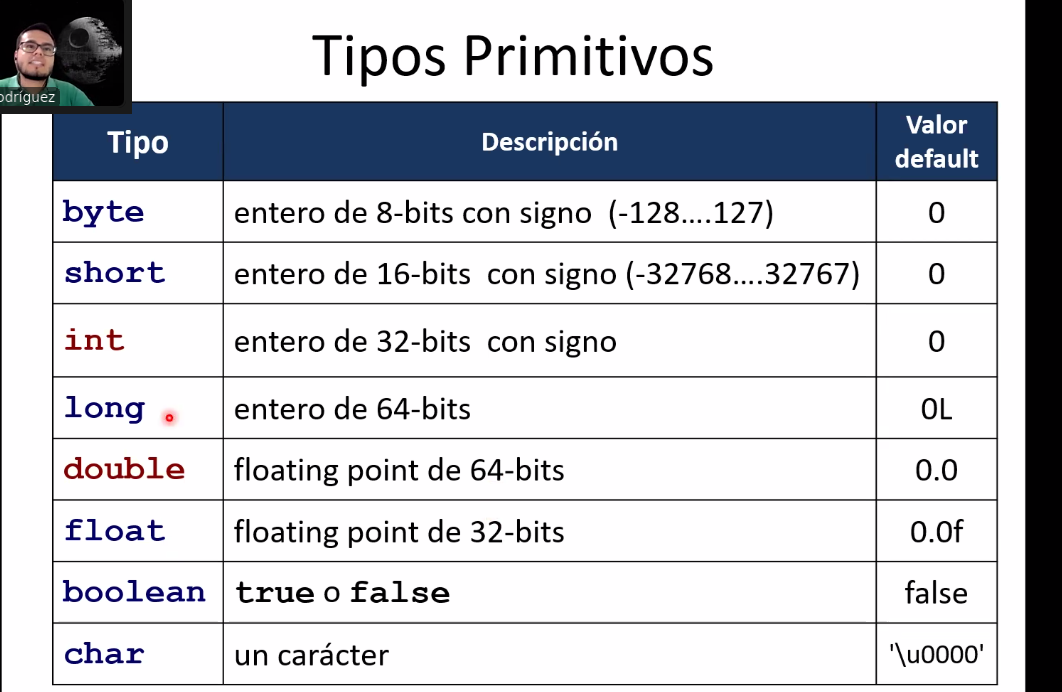 Tipos Primitivos
odríguez
Tipo Descripción Valor default
byte entero de 8-bits con signo (-128....127) 0
short entero de 16-bits con signo (-32768....32767) 0
int entero de 32-bits con signo 0
long entero de 64-bits 0L
double floating point de 64-bits 0.0
float floating point de 32-bits 0.0f
boolean true o false false
char un carácter '\u0000'